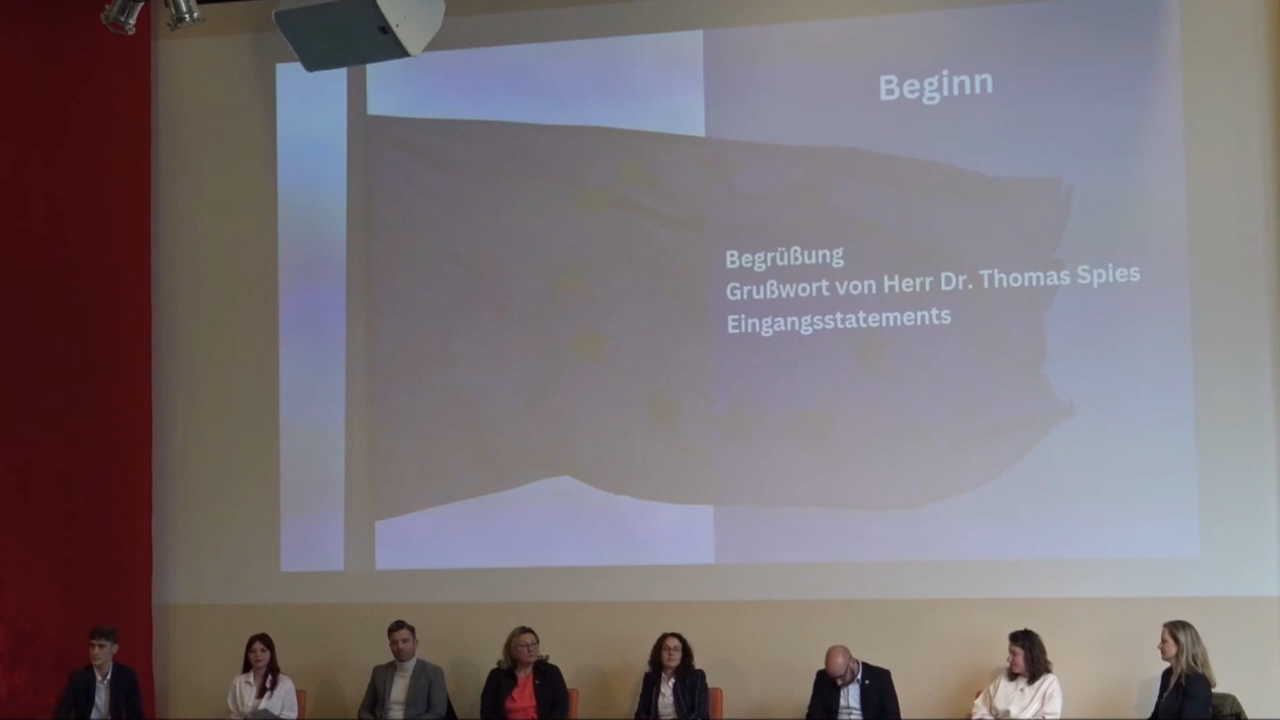 Beginn
Begrüßung
Grußwort von Herr Dr. Thomas Spies
Eingangsstatements